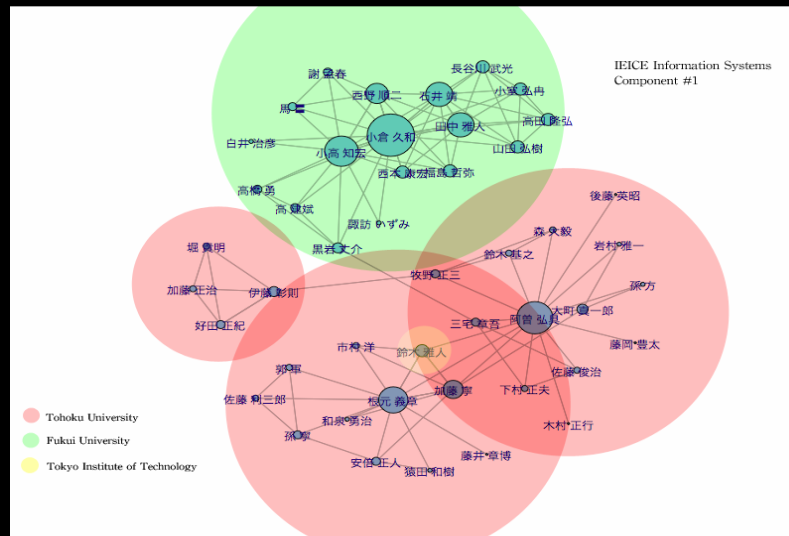 IEICE Information Systems
Component #1
長谷川 武光
謝 孟春
西野 順二
石井 靖
小室 弘冉
馬
小倉 久和
田中 雅人
高田 隆弘
白井 治彦
小高 知宏
山田 弘樹
西本 康宏
福島 哲弥
高橋 勇
高 建斌
諏訪 いずみ
後藤 英昭
黒岩 丈介
森 大毅
岩村 雅一
堀 貴明
鈴木 基之
牧野 正三
孫 方
加藤 正治
伊藤 彰則
大町 真一郎
阿曽 弘具
三宅 章吾
好田 正紀
藤岡 豊太
市村 洋
鈴木 雅人
佐藤 俊治
郭 軍
下村 正夫
加藤 寧
佐藤 利三郎
根元 義章
和泉 勇治
木村 正行
孫 寧
藤井 章博
安倍 正人
猿田 和樹
Tohoku University
Fukui University
Tokyo Institute of Technology